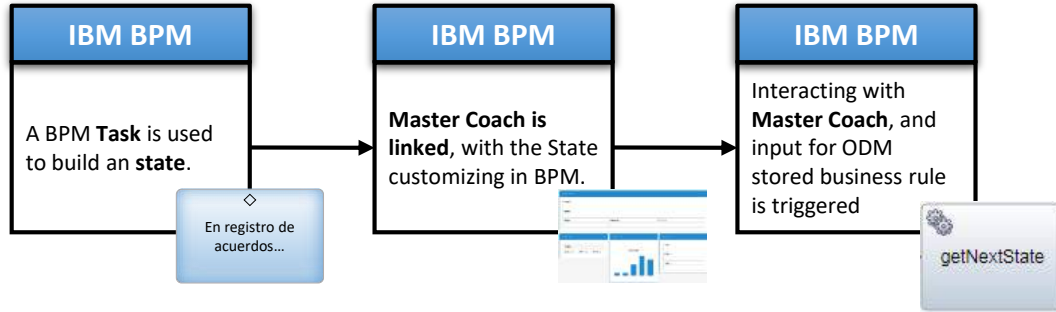 IBM BPM
A BPM Task is used
to build an state.
En registro de
acuerdos...
IBM BPM
Master Coach is
linked, with the State
customizing in BPM.
IBM BPM
Interacting with
Master Coach, and
input for ODM
stored business rule
is triggered
getNextState